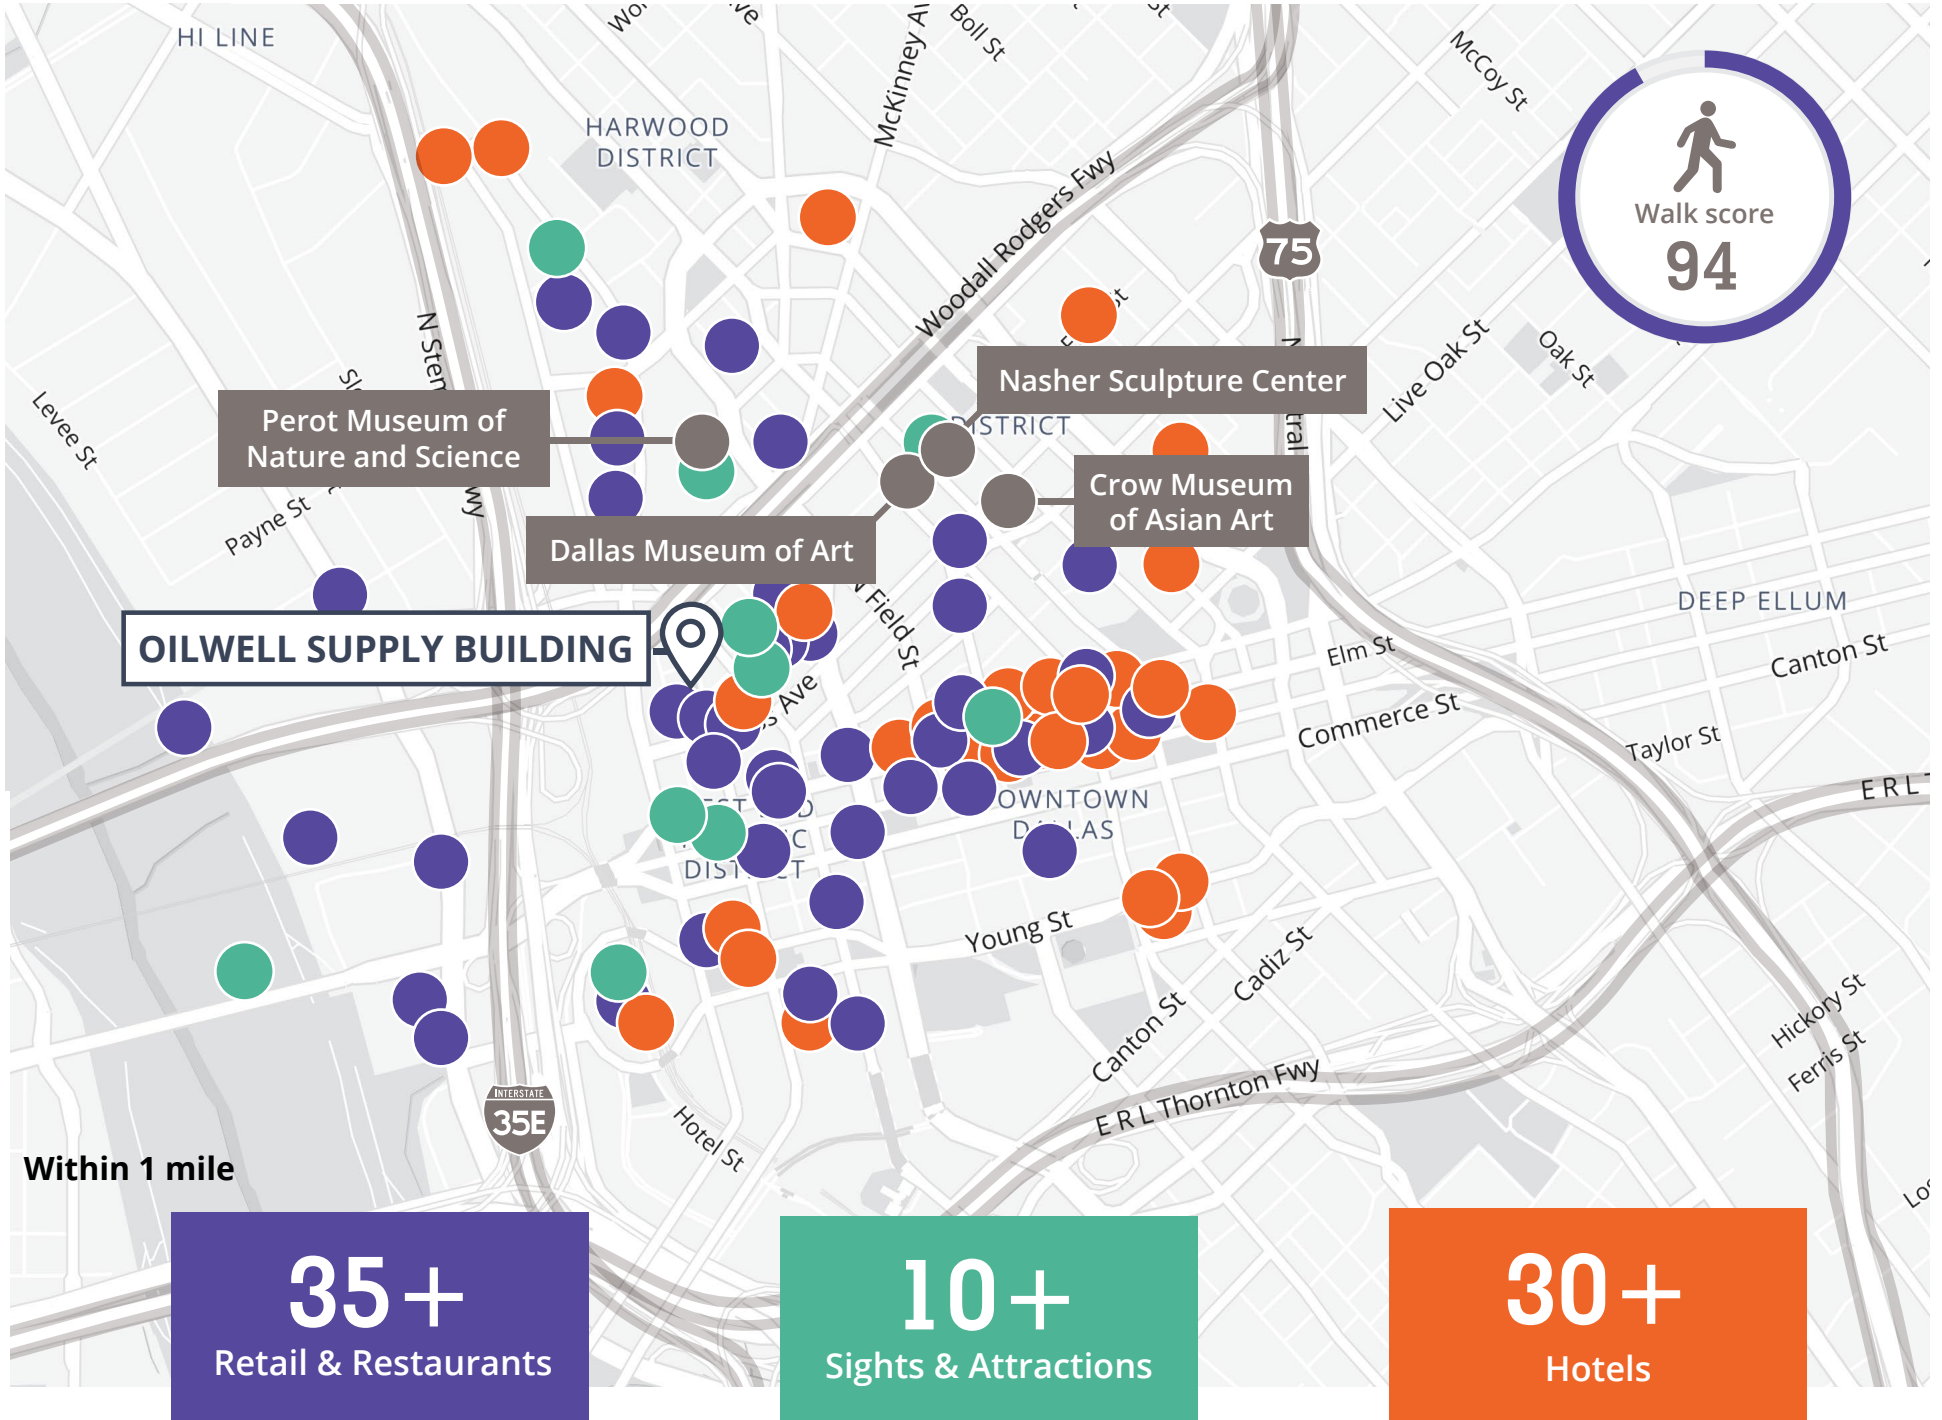 HI LINE
Boll St
McKinney
McCoy St
HARWOOD
DISTRICT
Woodall Rodgers Fwy
75
Walk score
94
Live Oak St
Oak St
Levee St
Nasher Sculpture Center
DISTRICT
Perot Museum of
Nature and Science
Crow Museum
of Asian Art
Payne St
Dallas Museum of Art
N Field St
DEEP ELLUM
OILWELL SUPPLY BUILDING
Elm St
Canton St
Ave
Commerce St
Taylor St
E R L
DISTRICT
Young St
Cadiz St
Canton St
Hickory St
Ferris St
E R L Thornton Fwy
INTERSTATE
35E
Hotel St
Within 1 mile
35+
Retail & Restaurants
10+
Sights & Attractions
30+
Hotels